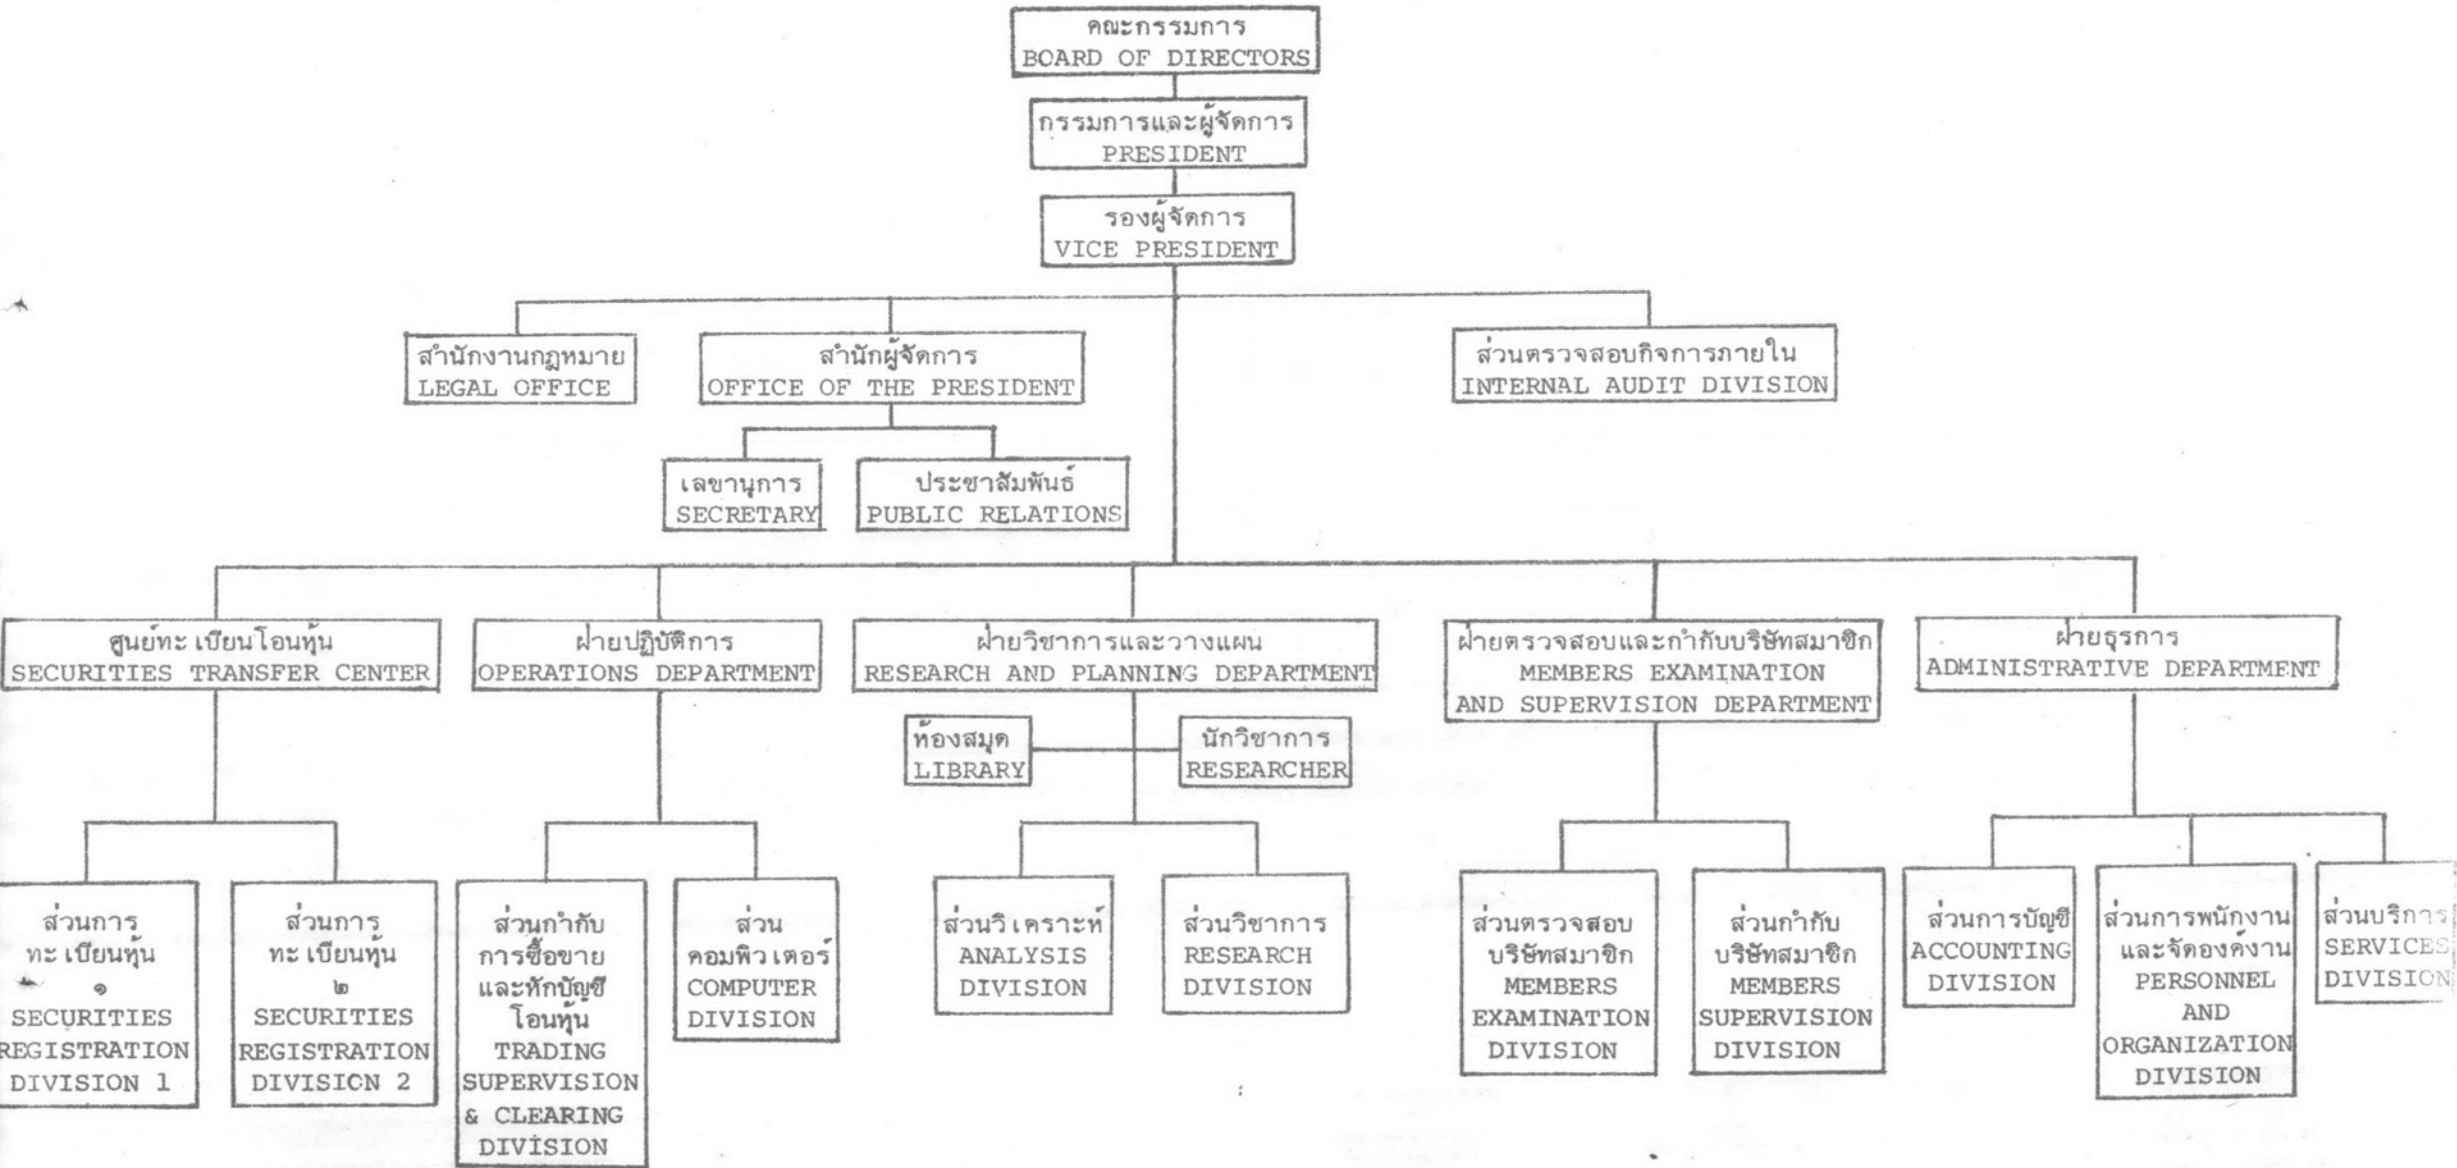 คณะกรรมการ
BOARD OF DIRECTORS
กรรมการและผู้จัดการ
PRESIDENT
รองผู้จัดการ
VICE PRESIDENT
สำนักงานกฎหมาย
LEGAL OFFICE
สำนักผู้จัดการ
OFFICE OF THE PRESIDENT
ส่วนตรวจสอบกิจการภายใน
INTERNAL AUDIT DIVISION
เลขานุการ
SECRETARY
ประชาสัมพันธ์
PUBLIC RELATIONS
ศูนย์ทะเบียนโอนหุ้น
SECURITIES TRANSFER CENTER
ฝ่ายปฏิบัติการ
OPERATIONS DEPARTMENT
ฝ่ายวิชาการและวางแผน
RESEARCH AND PLANNING DEPARTMENT
ฝ่ายตรวจสอบและกำกับบริษัทสมาชิก
MEMBERS EXAMINATION
AND SUPERVISION DEPARTMENT
ฝ่ายธุรการ
ADMINISTRATIVE DEPARTMENT
ห้องสมุด
LIBRARY
นักวิชาการ
RESEARCHER
ส่วนการ
ทะเบียนหุ้น
๑
SECURITIES
REGISTRATION
DIVISION 1
ส่วนการ
ทะเบียนหุ้น
๒
SECURITIES
REGISTRATION
DIVISION 2
ส่วนกำกับ
การซื้อขาย
และหักบัญชี
โอนหุ้น
TRADING
SUPERVISION
& CLEARING
DIVISION
ส่วน
คอมพิวเตอร์
COMPUTER
DIVISION
ส่วนวิเคราะห์
ANALYSIS
DIVISION
ส่วนวิชาการ
RESEARCH
DIVISION
ส่วนตรวจสอบ
บริษัทสมาชิก
MEMBERS
EXAMINATION
DIVISION
ส่วนกำกับ
บริษัทสมาชิก
MEMBERS
SUPERVISION
DIVISION
ส่วนการบัญชี
ACCOUNTING
DIVISION
ส่วนการพนักงาน
และจัดองค์งาน
PERSONNEL
AND
ORGANIZATION
DIVISION
ส่วนบริการ
SERVICES
DIVISION